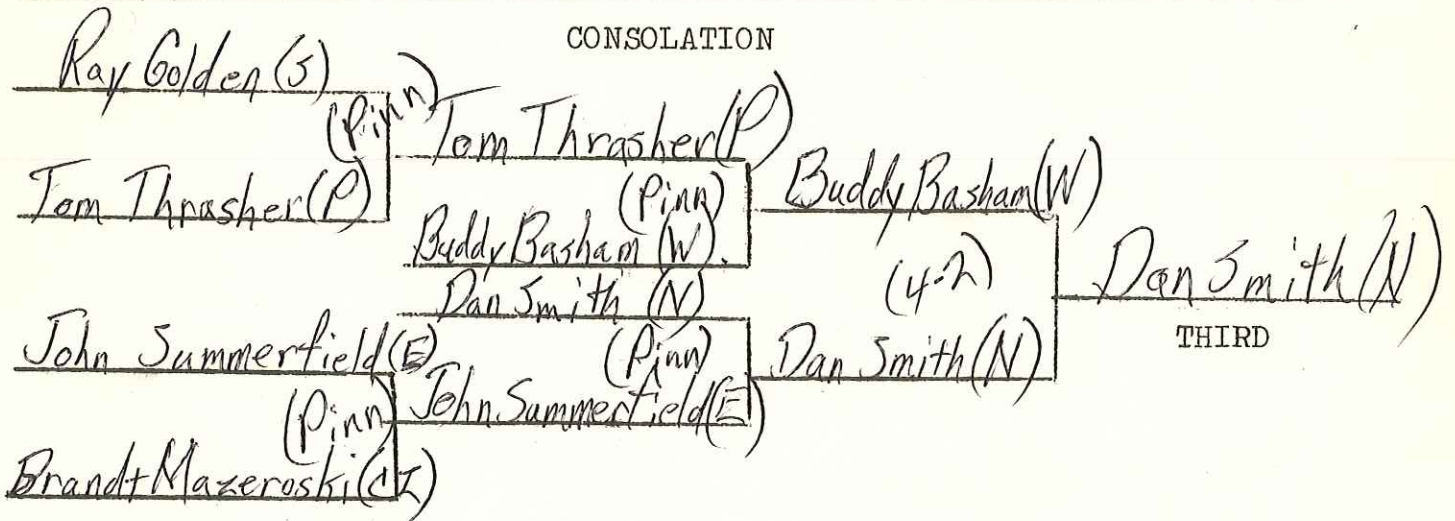 CONSOLATION
Ray Golden (S)
(Pinn)
Tom Thrasher (P)
Tom Thrasher (P)
(Pinn)
Buddy Basham (W).
Buddy Basham (W)
(4-2)
Dan Smith (N)
THIRD
Dan Smith (N)
(Pinn)
John Summerfield (E)
Dan Smith (N)
John Summerfield (E)
(Pinn)
Brandt Mazeroski (CI)